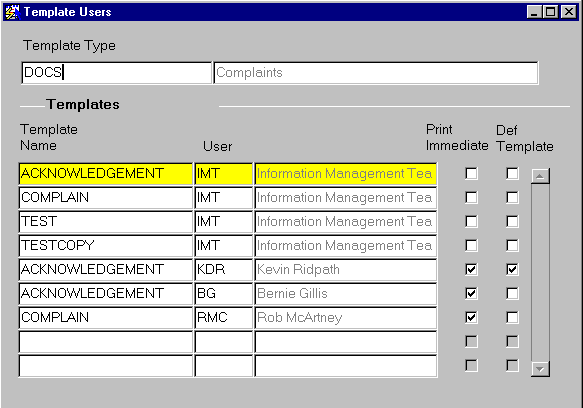 Template Users
Template Type
DOCS Complaints
Templates
Template Name User Print Immediate Def Template
ACKNOWLEDGEMENT IMT Information Management Tea
COMPLAIN IMT Information Management Tea
TEST IMT Information Management Tea
TESTCOPY IMT Information Management Tea
ACKNOWLEDGEMENT KDR Kevin Ridpath
ACKNOWLEDGEMENT BG Bernie Gillis
COMPLAIN RMC Rob McArtney